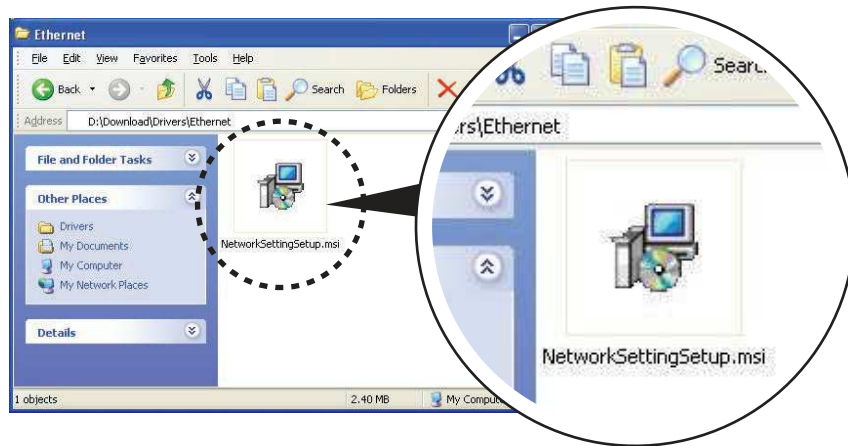 Ethernet
File Edit View Favorites Tools Help
Back Search Folders
Address D:\Download\Drivers\Ethernet
File and Folder Tasks
Other Places
Drivers
My Documents
My Computer
My Network Places
Details
NetworkSettingSetup.msi
1 objects 2.40 MB My Comput
Searc
rs\Ethernet
NetworkSettingSetup.msi